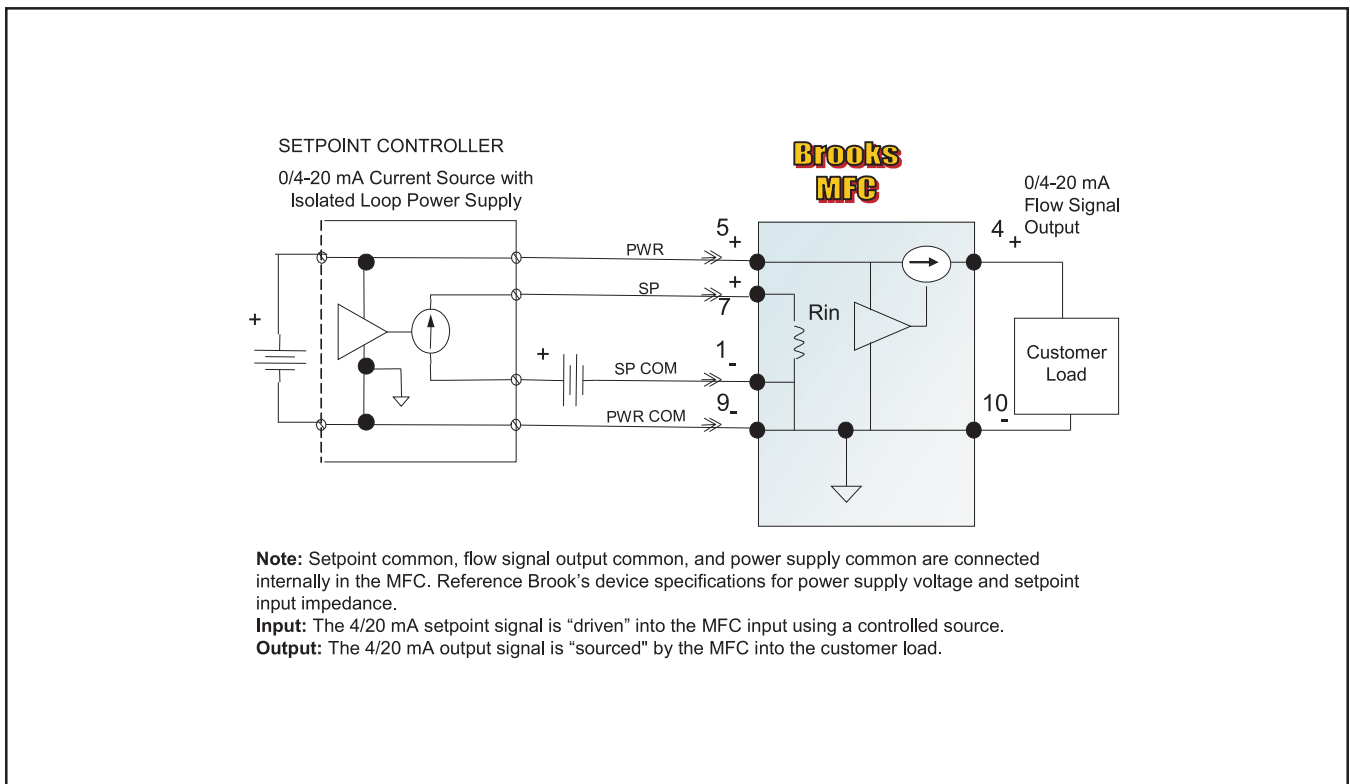 SETPOINT CONTROLLER
0/4-20 mA Current Source with
Isolated Loop Power Supply
Brooks
MFC
0/4-20 mA
Flow Signal
Output
5
+
4
+
PWR
SP
+
7
Rin
+
+
SP COM
1
-
Customer
Load
PWR COM
9
-
10
-
Note: Setpoint common, flow signal output common, and power supply common are connected
internally in the MFC. Reference Brook’s device specifications for power supply voltage and setpoint
input impedance.
Input: The 4/20 mA setpoint signal is “driven” into the MFC input using a controlled source.
Output: The 4/20 mA output signal is “sourced" by the MFC into the customer load.